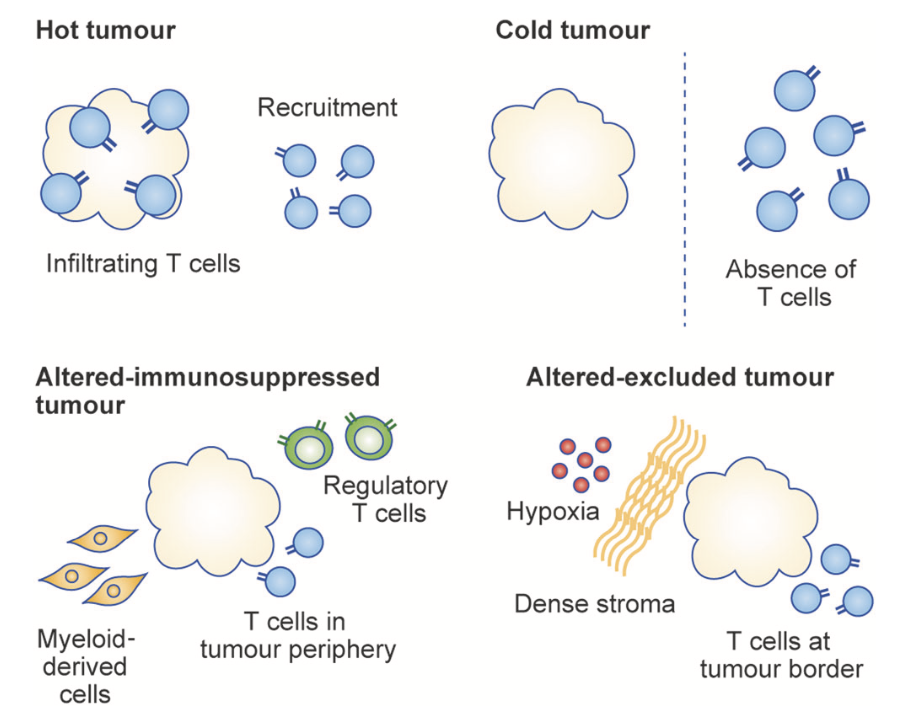 Hot tumour
Recruitment
Infiltrating T cells
Cold tumour
Absence of
T cells
Altered-immunosuppressed
tumour
Regulatory
T cells
T cells in
tumour periphery
Myeloid-
derived
cells
Altered-excluded tumour
Hypoxia
Dense stroma
T cells at
tumour border